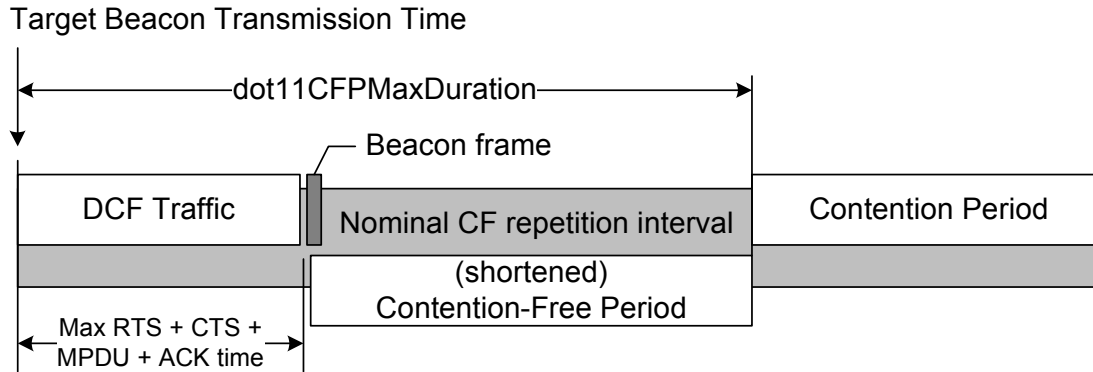 Target Beacon Transmission Time
dot11CFPMaxDuration
Beacon frame
DCF Traffic
Nominal CF repetition interval
Contention Period
(shortened)
Contention-Free Period
Max RTS + CTS +
MPDU + ACK time